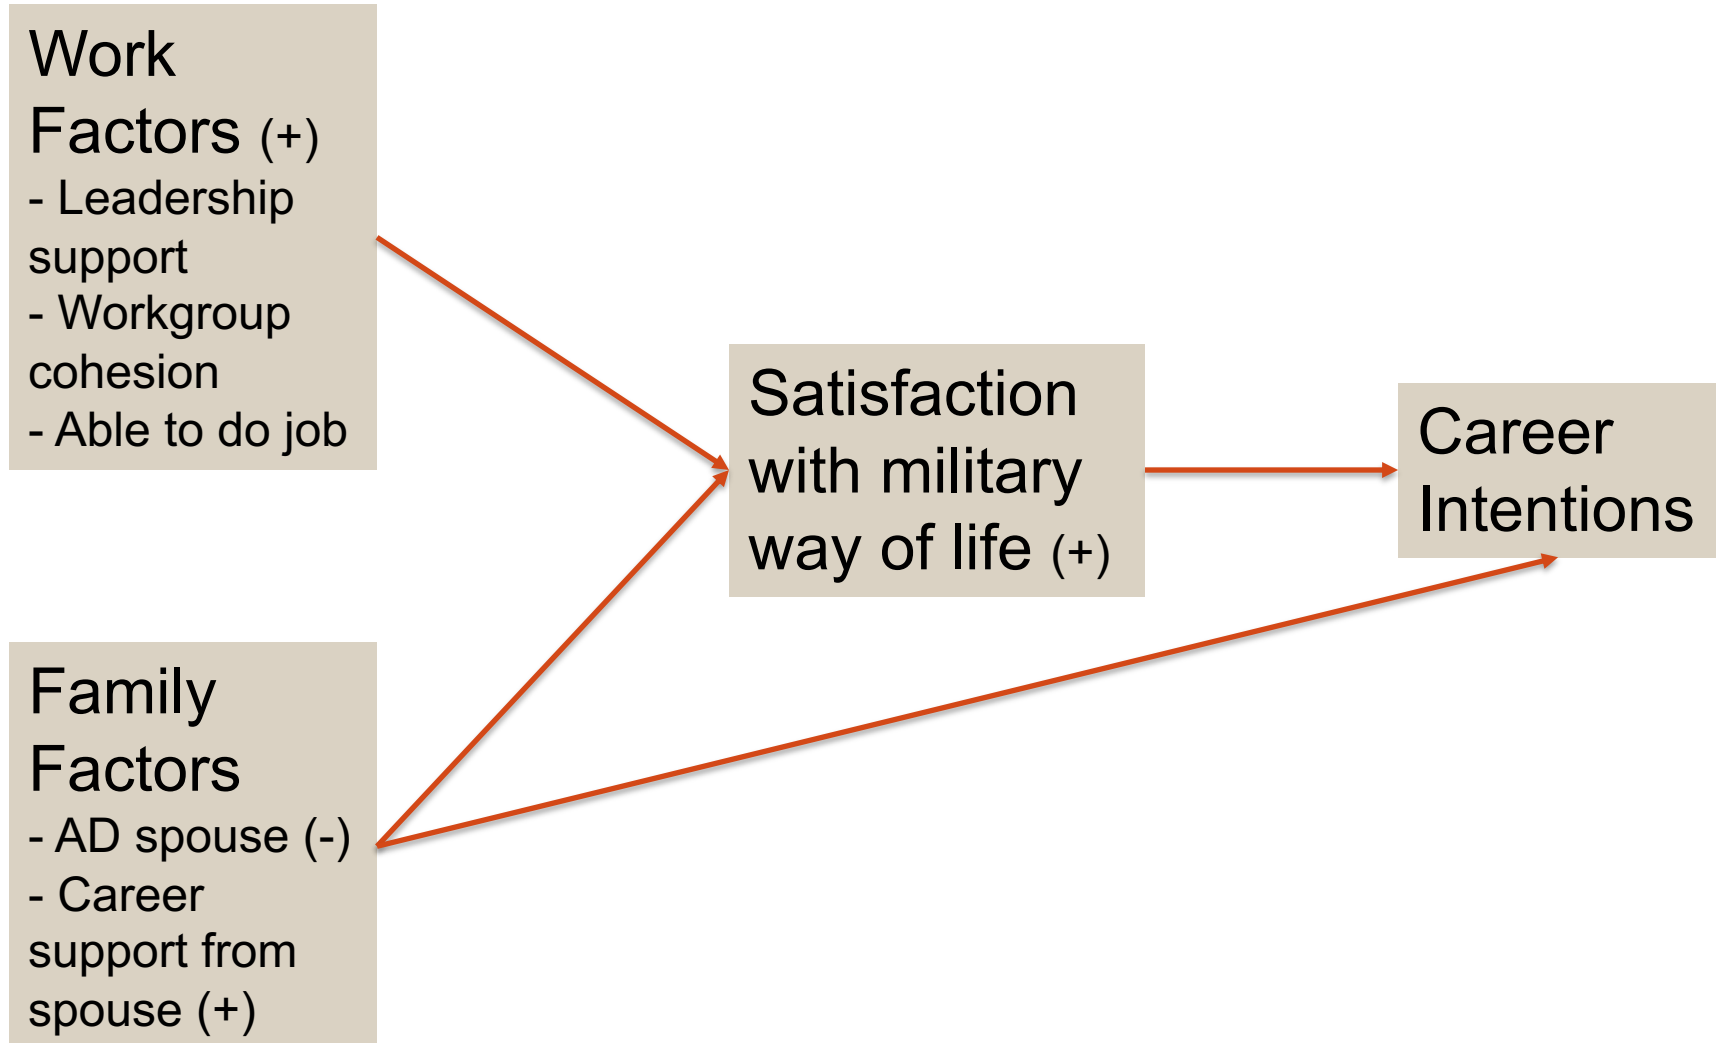 Work
Factors (+)
- Leadership
support
- Workgroup
cohesion
- Able to do job
Satisfaction
with military
way of life (+)
Career
Intentions
Family
Factors
- AD spouse (-)
- Career
support from
spouse (+)